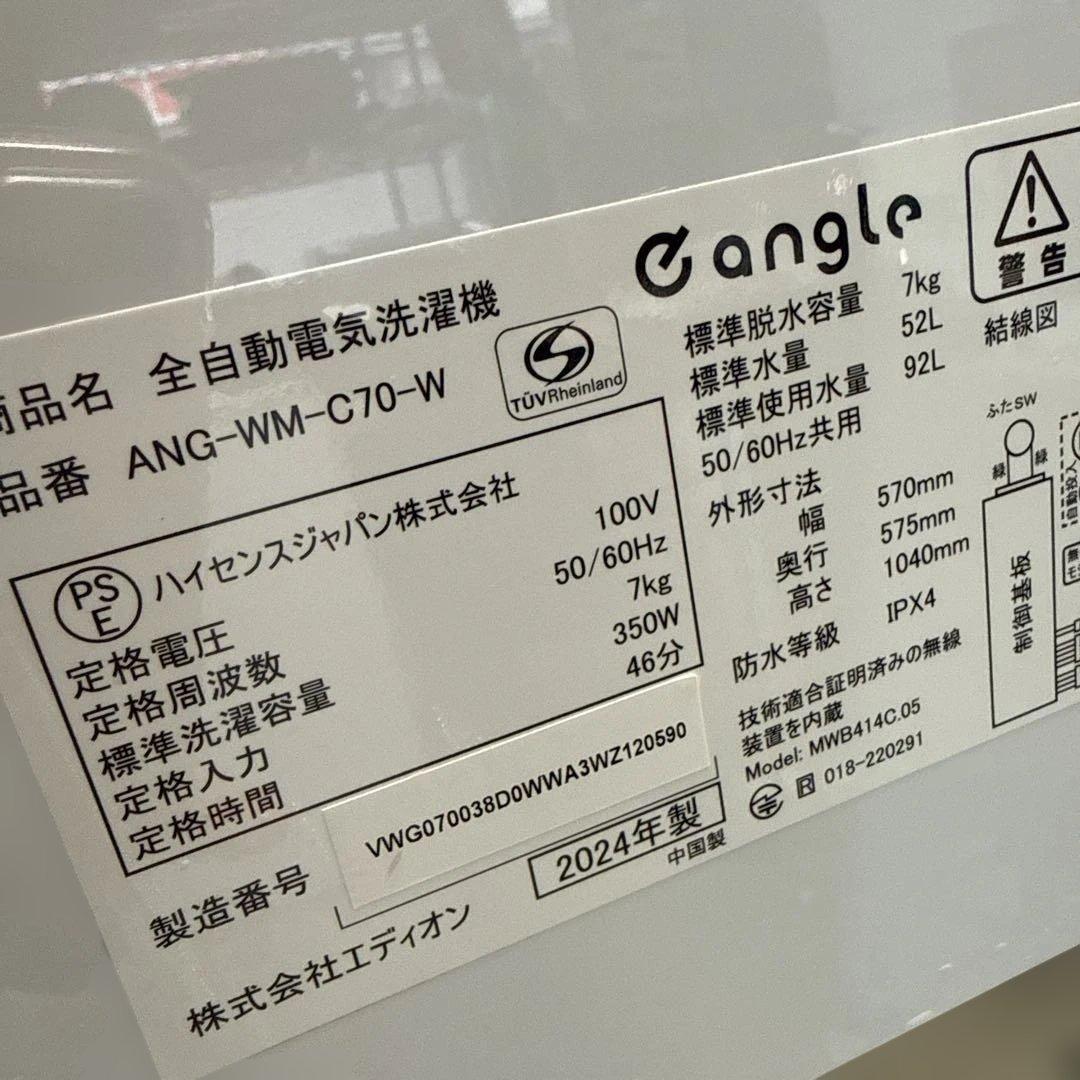 商品名 全自動電気洗濯機
品番 ANG-WM-C70-W
TÜVRheinland
PS
E
ハイセンスジャパン株式会社
定格電圧 100V
定格周波数 50/60Hz
標準洗濯容量 7kg
定格入力 350W
定格時間 46分
製造番号 VWG070038D0WWA3WZ120590
2024年製
中国製
株式会社エディオン
e angle
標準脱水容量 7kg
標準水量 52L
標準使用水量 92L
50/60Hz共用
外形寸法
幅 570mm
奥行 575mm
高さ 1040mm
防水等級 IPX4
技術適合証明済みの無線
装置を内蔵
Model: MWB414C.05
R 018-220291
警告
結線図
ふたSW
緑 緑
制御基板
自動投入